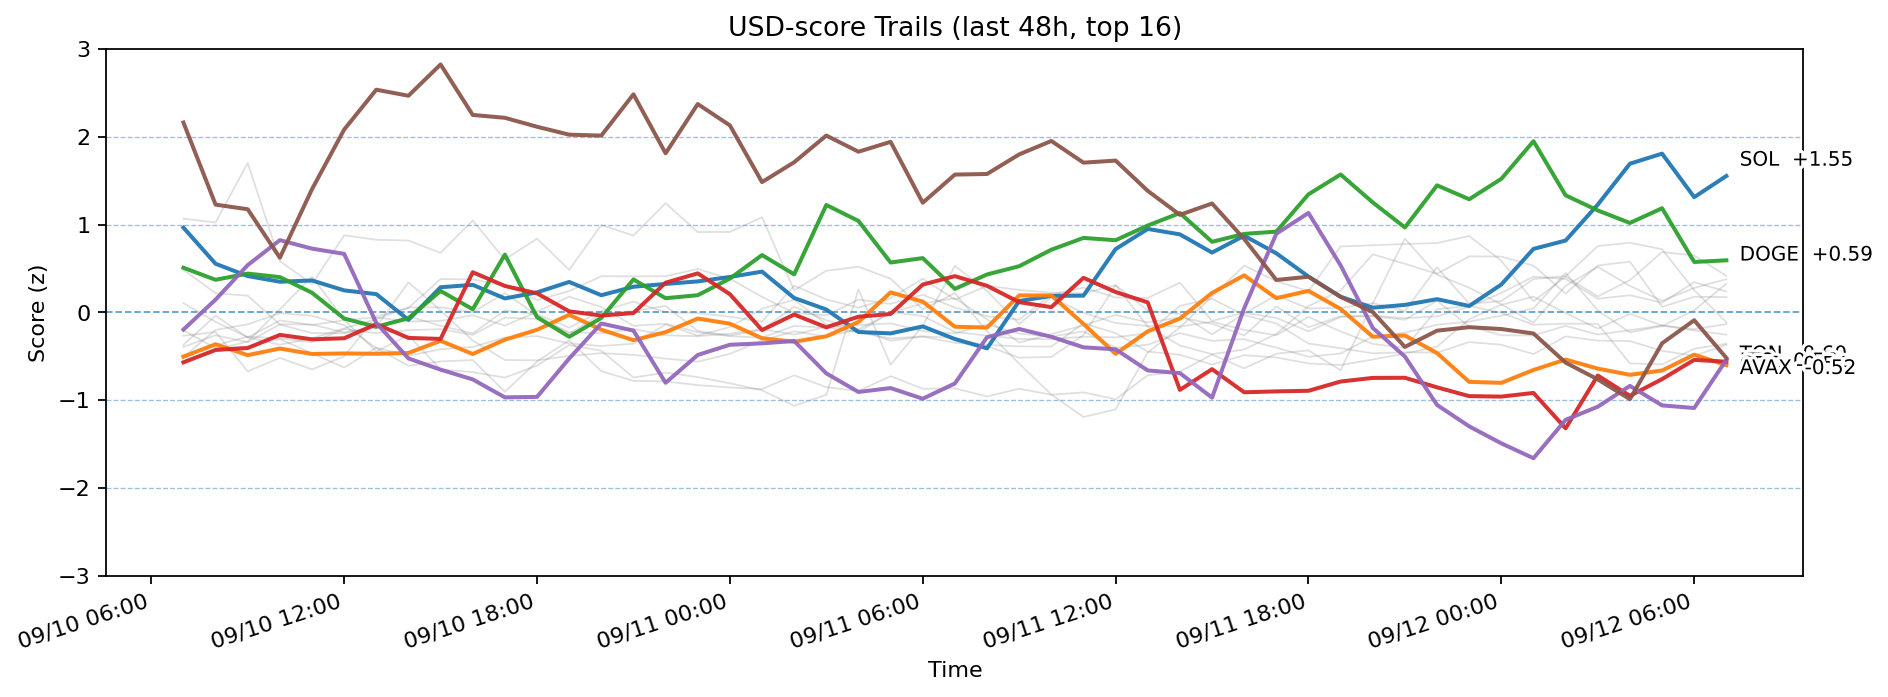 USD-score Trails (last 48h, top 16)
3
2
1
0
−1
−2
−3
Score (z)
SOL +1.55
DOGE +0.59
TON
AVAX -0.52
09/10 06:00
09/10 12:00
09/10 18:00
09/11 00:00
09/11 06:00
09/11 12:00
09/11 18:00
09/12 00:00
09/12 06:00
Time